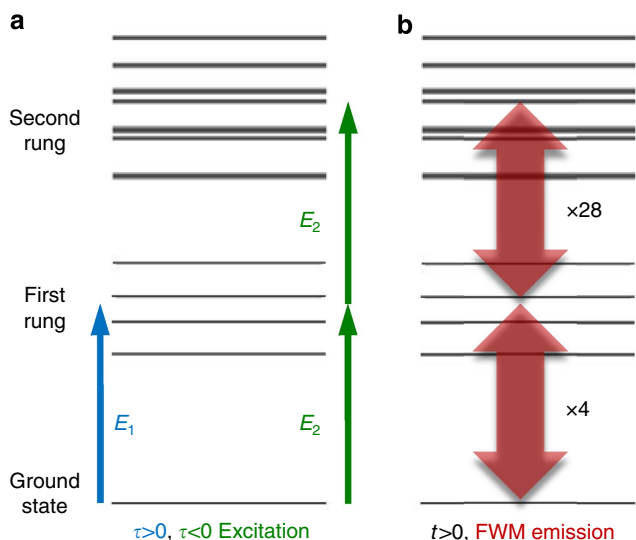 a
Second
rung
E2
First
rung
E1
E2
Ground
state
τ>0, τ<0 Excitation
b
×28
×4
t>0, FWM emission